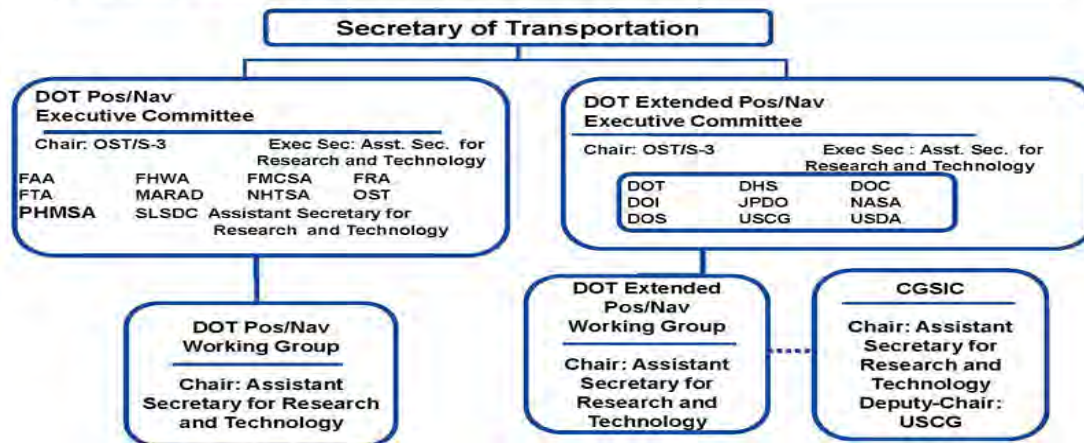 Secretary of Transportation
DOT Pos/Nav
Executive Committee
Chair: OST/S-3 Exec Sec: Asst. Sec. for
Research and Technology
FAA FHWA FMCSA FRA
FTA MARAD NHTSA OST
PHMSA SLSDC Assistant Secretary for
Research and Technology
DOT Extended Pos/Nav
Executive Committee
Chair: OST/S-3 Exec Sec : Asst. Sec. for
Research and Technology
DOT DHS DOC
DOI JPDO NASA
DOS USCG USDA
DOT Pos/Nav
Working Group
Chair: Assistant
Secretary for Research
and Technology
DOT Extended
Pos/Nav
Working Group
Chair: Assistant
Secretary for
Research and
Technology
CGSIC
Chair: Assistant
Secretary for
Research and
Technology
Deputy-Chair:
USCG